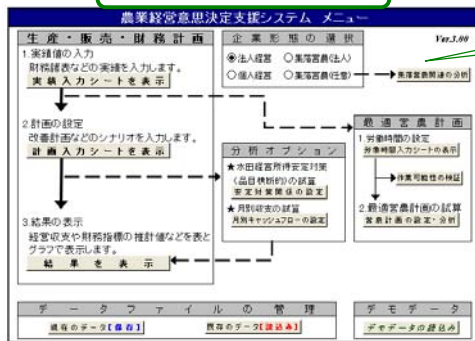 農業経営意思決定支援システム メニュー
生産・販売・財務計画
1.実績値の入力
財務諸表などの実績を入力します。
実績入力シートを表示
2.計画の設定
改善計画などのシナリオを入力します。
計画入力シートを表示
3.結果の表示
経営収支や財務指標の推計値などを表と
グラフで表示します。
結果を表示
企業形態の選択
法人経営 集落営農(法人)
個人経営 集落営農(任意)
Ver.3.00
集落営農関連の分析
分析オプション
★水田経営所得安定対策
(品目横断的)の試算
安定対策関係の設定
★月別収支の試算
月別キャッシュフローの設定
最適営農計画
1.労働時間の設定
労働時間入力シートの表示
作業可能性の検証
2.最適営農計画の試算
営農計画の設定・分析
データファイルの管理
現在のデータ[保存]
既存のデータ[読込み]
デモデータ
デモデータの読込み